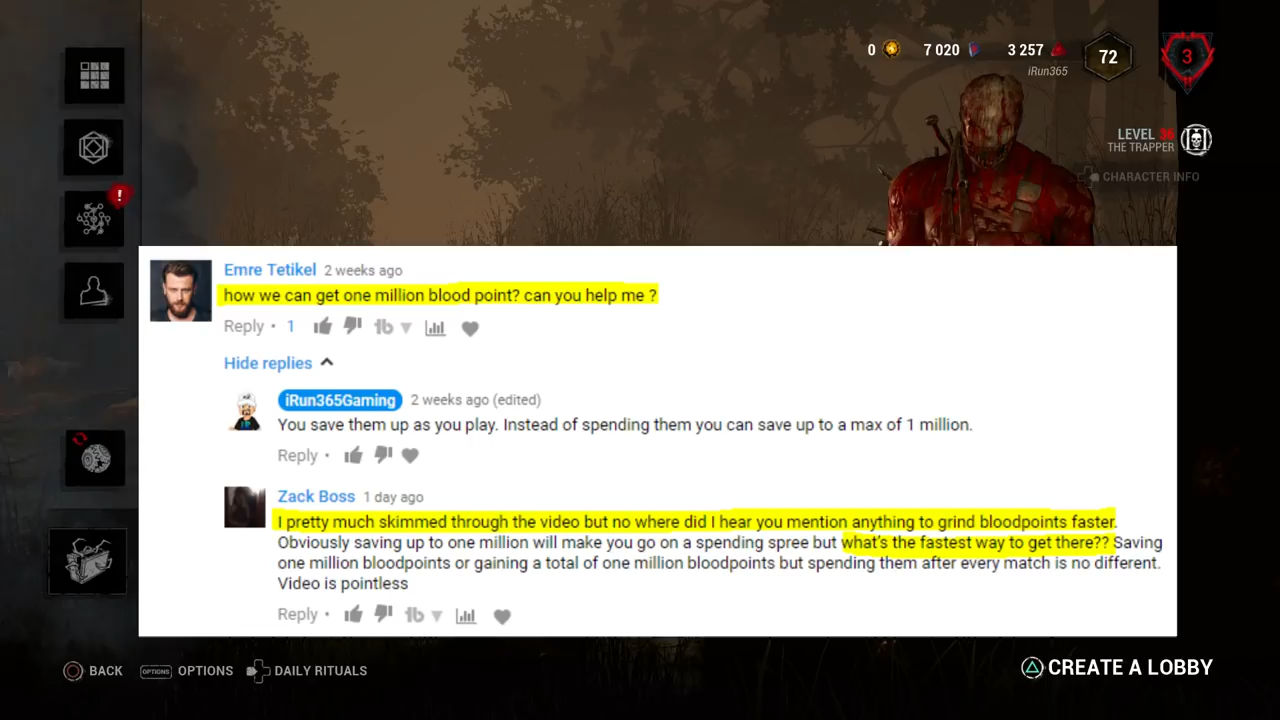 0 7 020 3 257 72 3
iRun365
LEVEL 36
THE TRAPPER
CHARACTER INFO
!
Emre Tetikel 2 weeks ago
how we can get one million blood point? can you help me ?
Reply • 1
Hide replies
iRun365Gaming 2 weeks ago (edited)
You save them up as you play. Instead of spending them you can save up to a max of 1 million.
Reply •
Zack Boss 1 day ago
I pretty much skimmed through the video but no where did I hear you mention anything to grind bloodpoints faster.
Obviously saving up to one million will make you go on a spending spree but what's the fastest way to get there?? Saving
one million bloodpoints or gaining a total of one million bloodpoints but spending them after every match is no different.
Video is pointless
Reply •
BACK OPTIONS OPTIONS DAILY RITUALS
CREATE A LOBBY